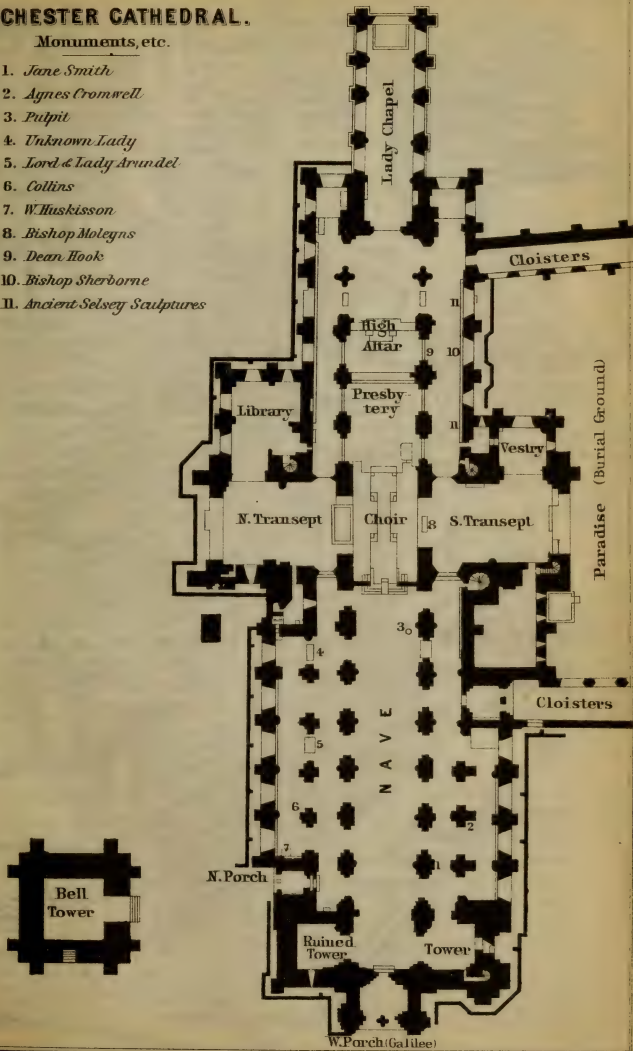 CHESTER CATHEDRAL.
Monuments, etc.
1. Jane Smith
2. Agnes Cromwell
3. Pulpit
4. Unknown Lady
5. Lord & Lady Arundel
6. Collins
7. W. Huskisson
8. Bishop Moleyns
9. Dean Hook
10. Bishop Sherborne
11. Ancient Selsey Sculptures
Lady Chapel
Cloisters
11
High
Altar
9
10
Presby-
tery
11
Library
Vestry
Paradise (Burial Ground)
N. Transept
Choir
8
S. Transept
3
4
Cloisters
5
NAVE
6
2
7
1
N. Porch
Bell
Tower
Ruined
Tower
Tower
W. Porch (Galilee)